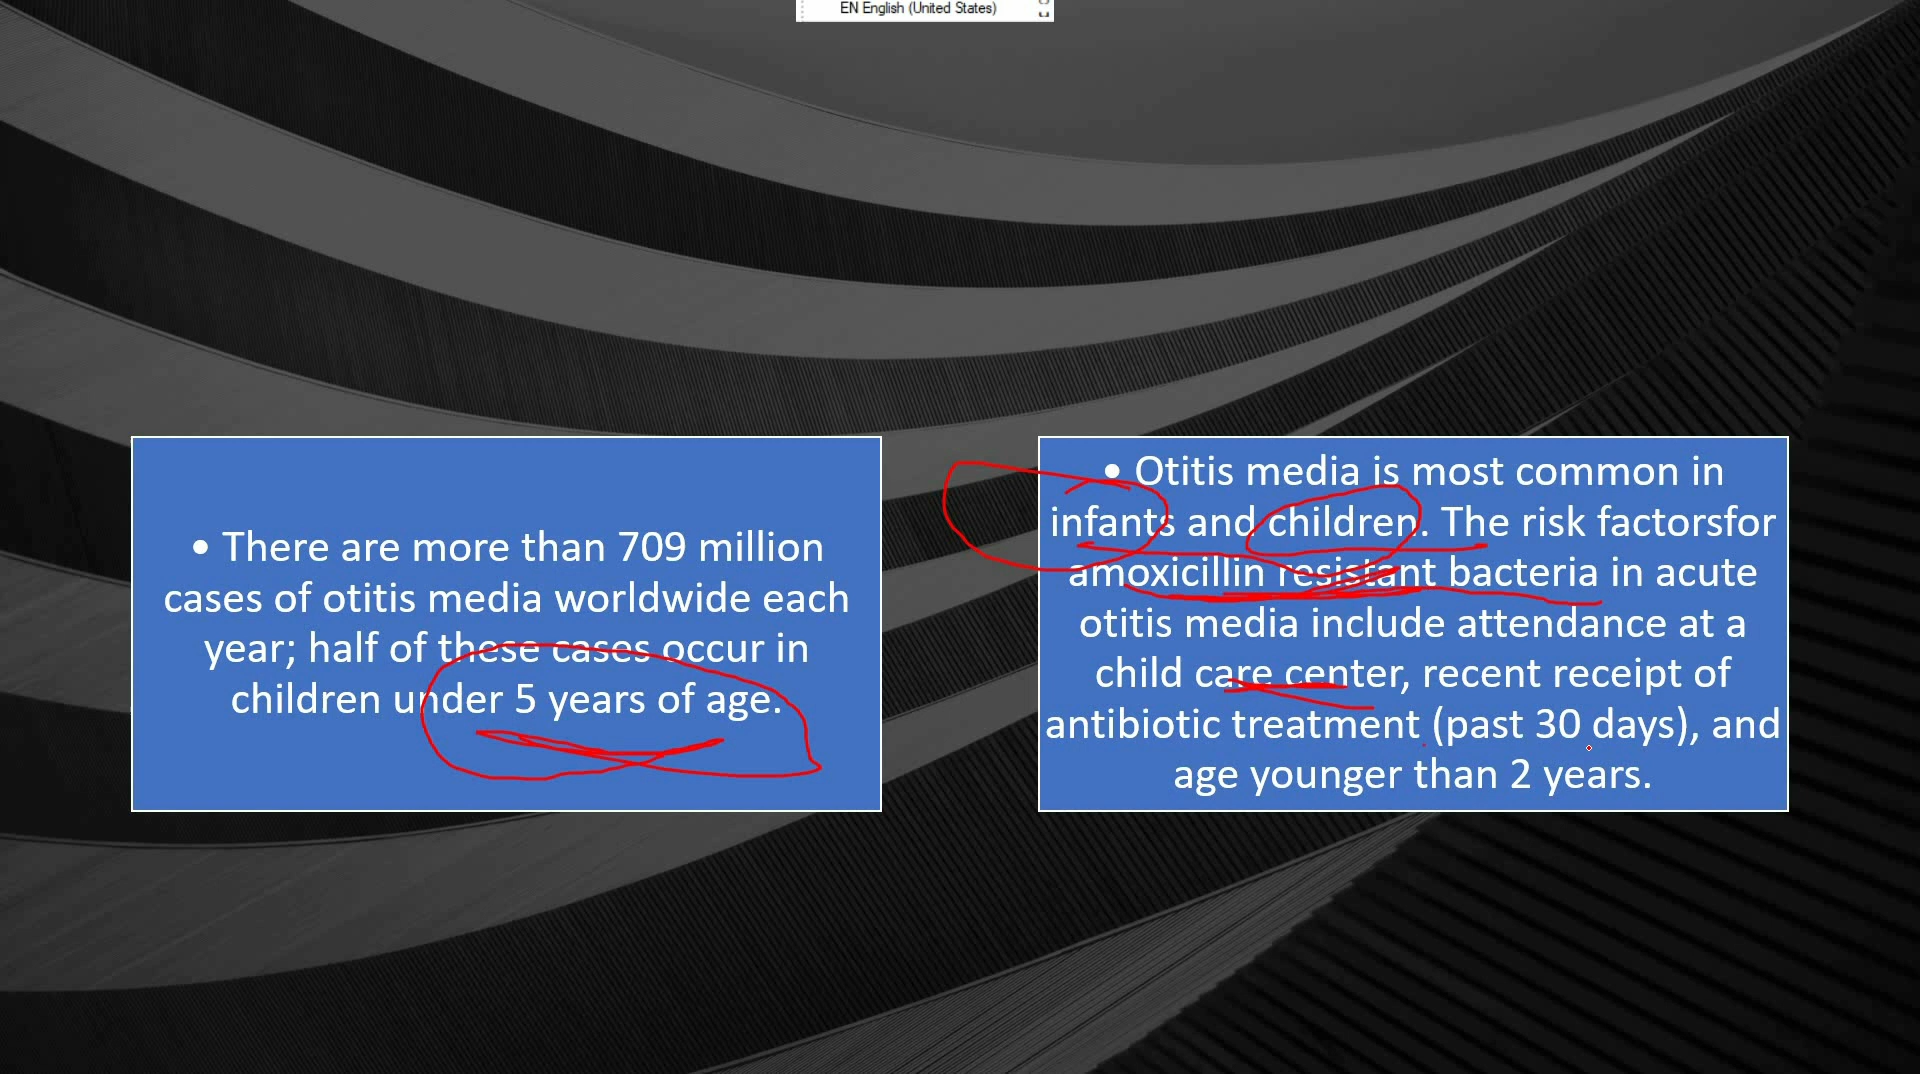 EN English (United States)
• There are more than 709 million
cases of otitis media worldwide each
year; half of these cases occur in
children under 5 years of age.
• Otitis media is most common in
infants and children. The risk factorsfor
amoxicillin resistant bacteria in acute
otitis media include attendance at a
child care center, recent receipt of
antibiotic treatment (past 30 days), and
age younger than 2 years.